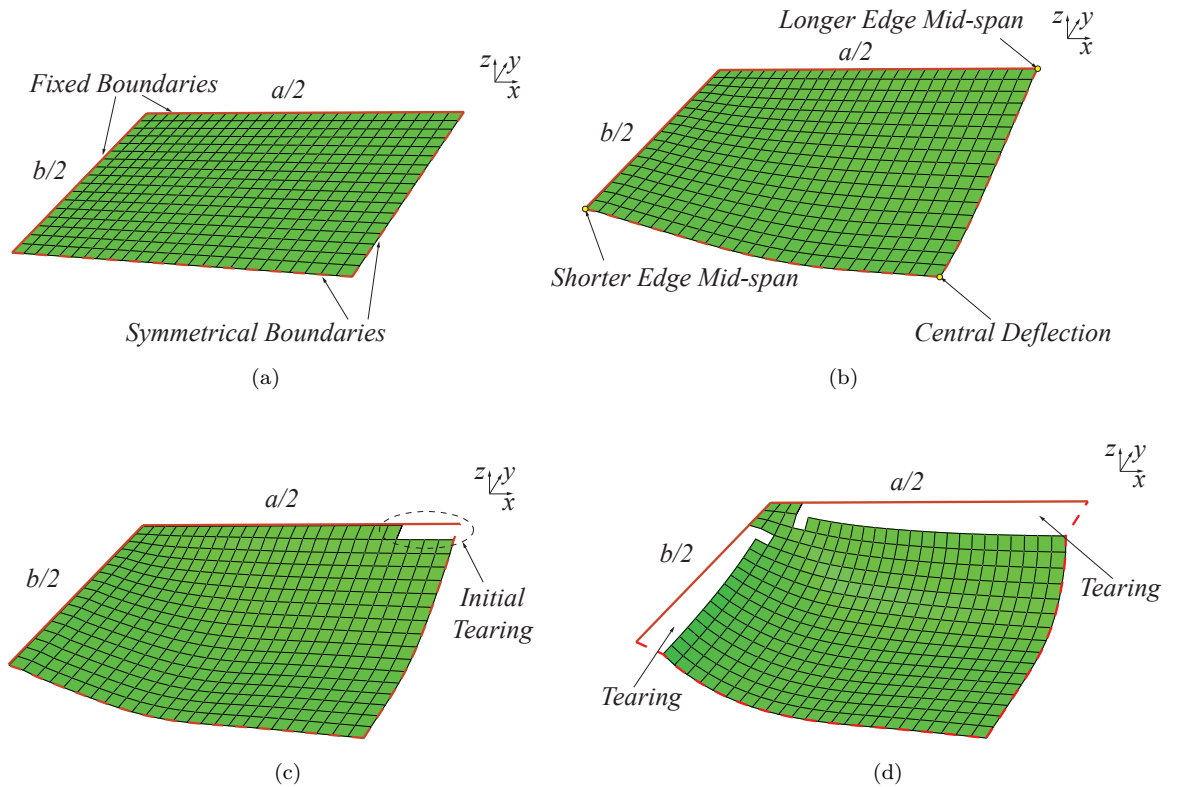 Fixed Boundaries
a/2
z y
x
b/2
Symmetrical Boundaries
(a)
Longer Edge Mid-span
z y
x
a/2
b/2
Shorter Edge Mid-span
Central Deflection
(b)
a/2
z y
x
b/2
Initial
Tearing
(c)
z y
x
a/2
b/2
Tearing
Tearing
(d)